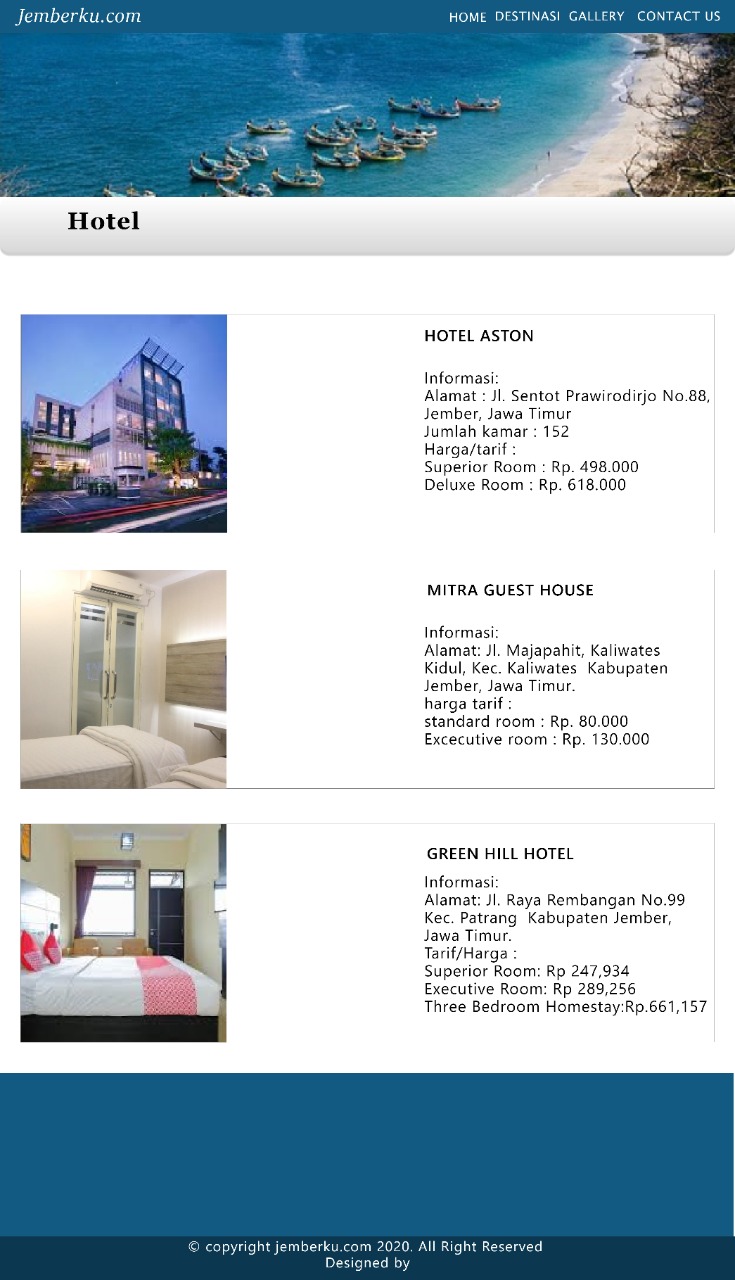 Jemberku.com
HOME DESTINASI GALLERY CONTACT US
Hotel
HOTEL ASTON
Informasi:
Alamat : Jl. Sentot Prawirodirjo No.88,
Jember, Jawa Timur
Jumlah kamar : 152
Harga/tarif :
Superior Room : Rp. 498.000
Deluxe Room : Rp. 618.000
MITRA GUEST HOUSE
Informasi:
Alamat: Jl. Majapahit, Kaliwates
Kidul, Kec. Kaliwates  Kabupaten
Jember, Jawa Timur.
harga tarif :
standard room : Rp. 80.000
Excecutive room : Rp. 130.000
GREEN HILL HOTEL
Informasi:
Alamat: Jl. Raya Rembangan No.99
Kec. Patrang  Kabupaten Jember,
Jawa Timur.
Tarif/Harga :
Superior Room: Rp 247,934
Executive Room: Rp 289,256
Three Bedroom Homestay:Rp.661,157
© copyright jemberku.com 2020. All Right Reserved
Designed by